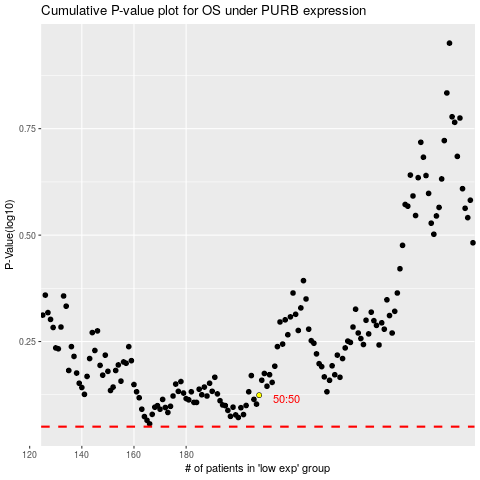 Cumulative P-value plot for OS under PURB expression
P-Value(log10)
0.75
0.50
0.25
50:50
120 140 160 180
# of patients in 'low exp' group